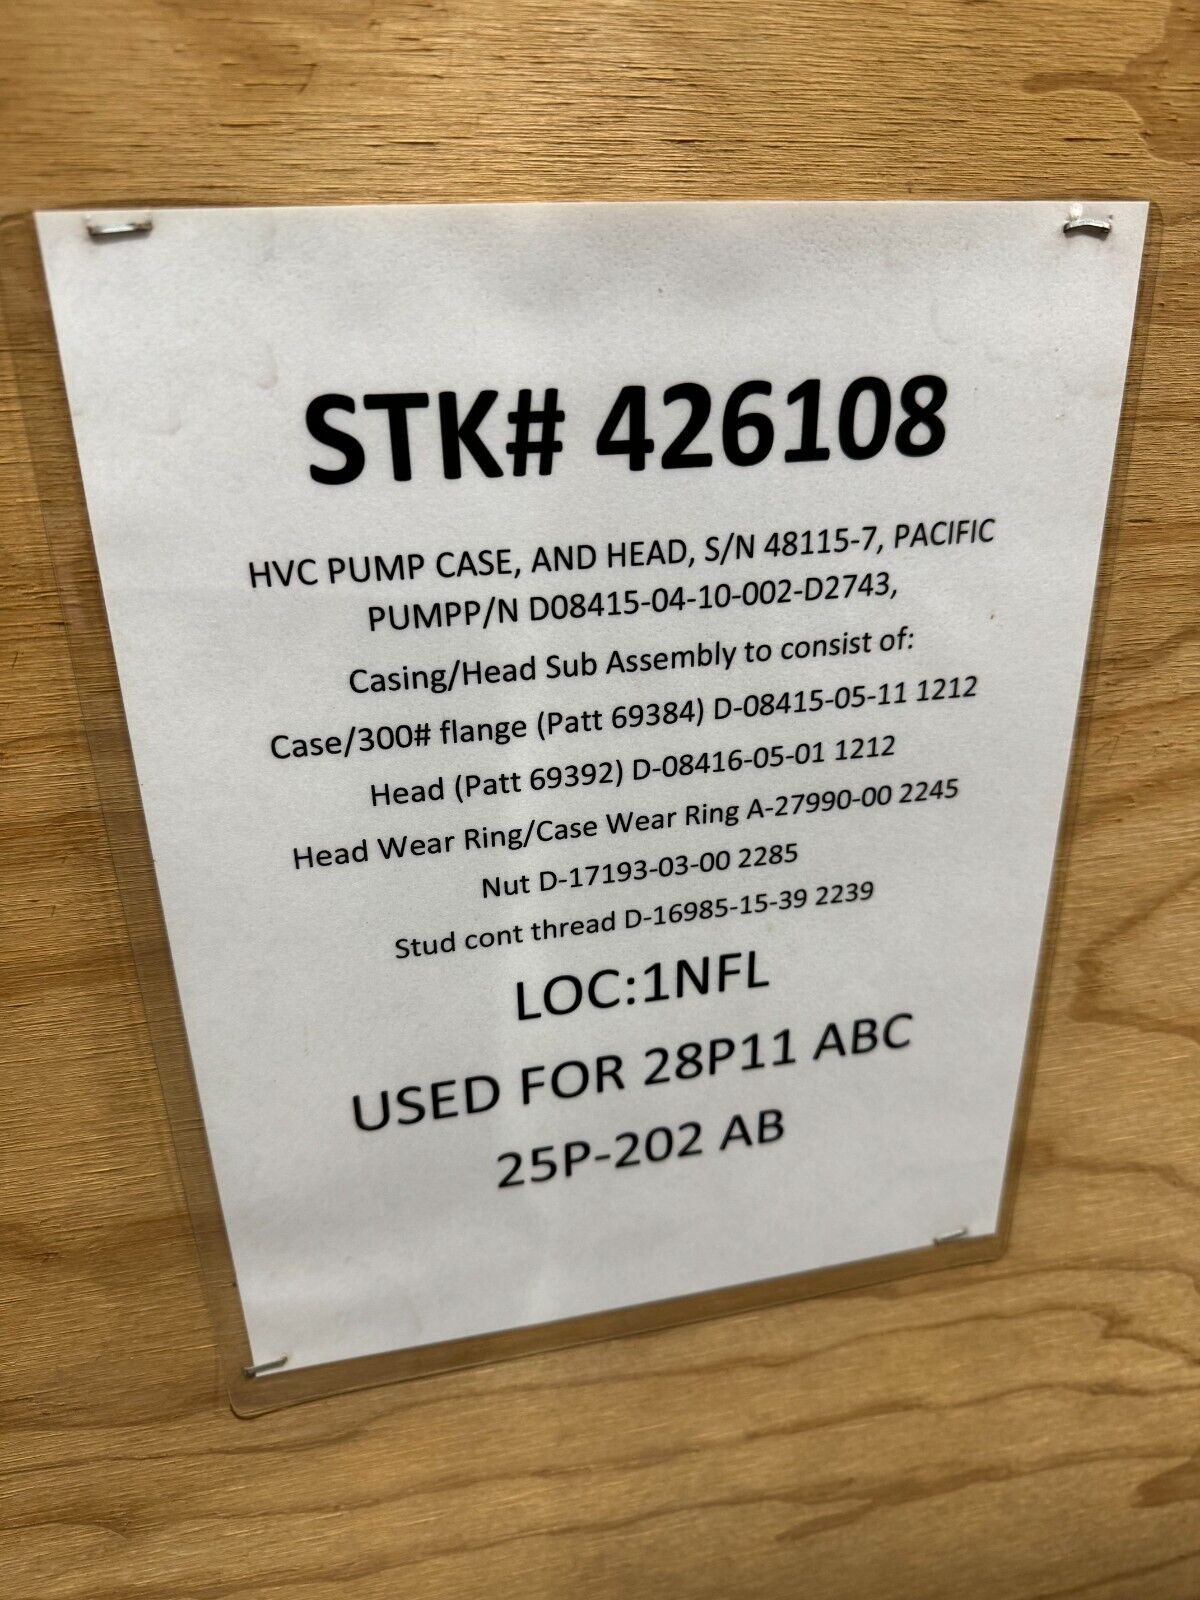 STK# 426108
HVC PUMP CASE, AND HEAD, S/N 48115-7, PACIFIC
PUMPP/N D08415-04-10-002-D2743,
Casing/Head Sub Assembly to consist of:
Case/300# flange (Patt 69384) D-08415-05-11 1212
Head (Patt 69392) D-08416-05-01 1212
Head Wear Ring/Case Wear Ring A-27990-00 2245
Nut D-17193-03-00 2285
Stud cont thread D-16985-15-39 2239
LOC:1NFL
USED FOR 28P11 ABC
25P-202 AB